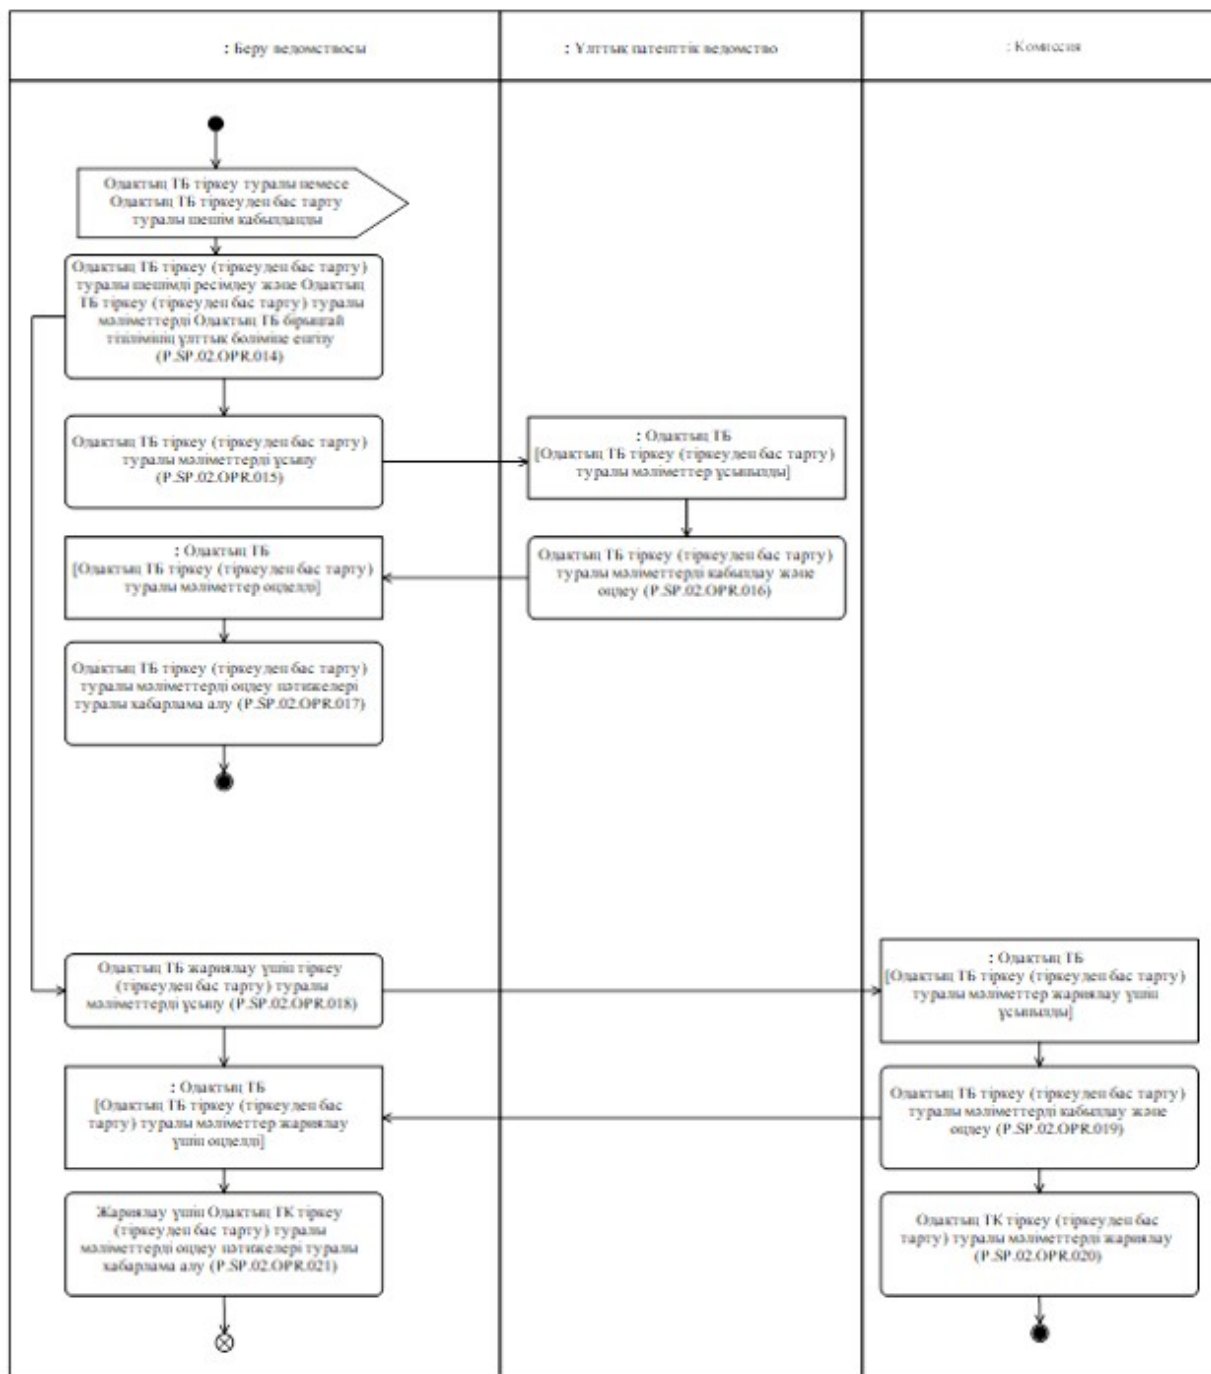 : Беру ведомствосы
: Ұлттық патенттік ведомство
: Комиссия
Одақтың ТБ тіркеу туралы немесе
Одақтың ТБ тіркеуден бас тарту
туралы шешім қабылданды
Одақтың ТБ тіркеу (тіркеуден бас тарту)
туралы шешімді ресімдеу және Одақтың
ТБ тіркеу (тіркеуден бас тарту) туралы
мәліметтерді Одақтың ТБ бірыңғай
тізілімінің ұлттық бөліміне енгізу
(P.SP.02.OPR.014)
Одақтың ТБ тіркеу (тіркеуден бас тарту)
туралы мәліметтерді ұсыну
(P.SP.02.OPR.015)
: Одақтың ТБ
[Одақтың ТБ тіркеу (тіркеуден бас тарту)
туралы мәліметтер ұсынылды]
: Одақтың ТБ
[Одақтың ТБ тіркеу (тіркеуден бас тарту)
туралы мәліметтер өңделді]
Одақтың ТБ тіркеу (тіркеуден бас тарту)
туралы мәліметтерді қабылдау және
өңдеу (P.SP.02.OPR.016)
Одақтың ТБ тіркеу (тіркеуден бас тарту)
туралы мәліметтерді өңдеу нәтижелері
туралы хабарлама алу (P.SP.02.OPR.017)
Одақтың ТБ жариялау үшін тіркеу
(тіркеуден бас тарту) туралы
мәліметтерді ұсыну (P.SP.02.OPR.018)
: Одақтың ТБ
[Одақтың ТБ тіркеу (тіркеуден бас тарту)
туралы мәліметтер жариялау үшін
ұсынылды]
: Одақтың ТБ
[Одақтың ТБ тіркеу (тіркеуден бас
тарту) туралы мәліметтер жариялау
үшін өңделді]
Одақтың ТБ тіркеу (тіркеуден бас тарту)
туралы мәліметтерді қабылдау және
өңдеу (P.SP.02.OPR.019)
Жариялау үшін Одақтың ТК тіркеу
(тіркеуден бас тарту) туралы
мәліметтерді өңдеу нәтижелері туралы
хабарлама алу (P.SP.02.OPR.021)
Одақтың ТК тіркеу (тіркеуден бас
тарту) туралы мәліметтерді жариялау
(P.SP.02.OPR.020)